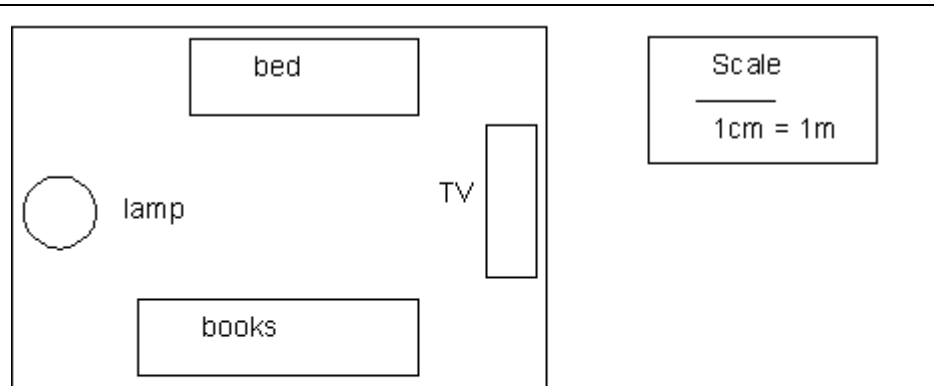 bed
Scale
1cm = 1m
TV
lamp
books